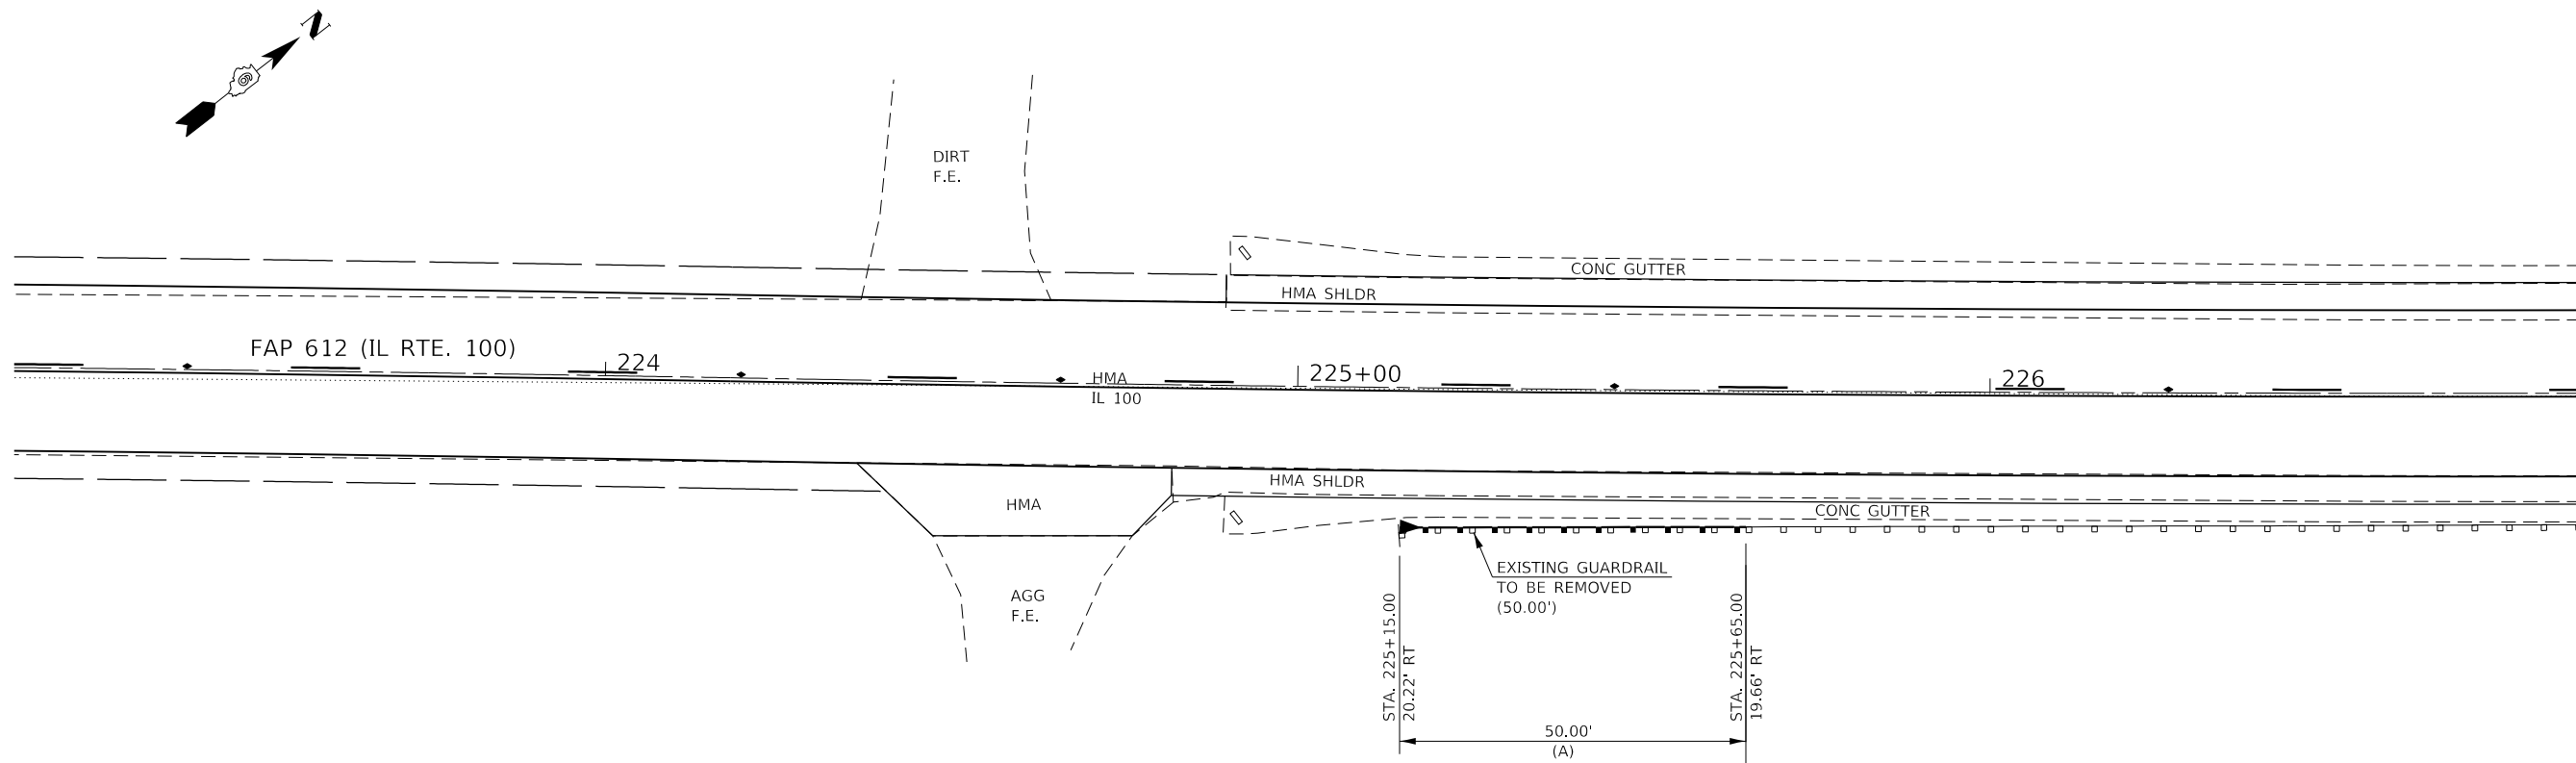 N
DIRT
F.E.
CONC GUTTER
HMA SHLDR
FAP 612 (IL RTE. 100)
224
HMA
IL 100
225+00
226
HMA SHLDR
HMA
CONC GUTTER
AGG
F.E.
EXISTING GUARDRAIL
TO BE REMOVED
(50.00')
STA. 225+15.00
20.22' RT
STA. 225+65.00
19.66' RT
50.00'
(A)